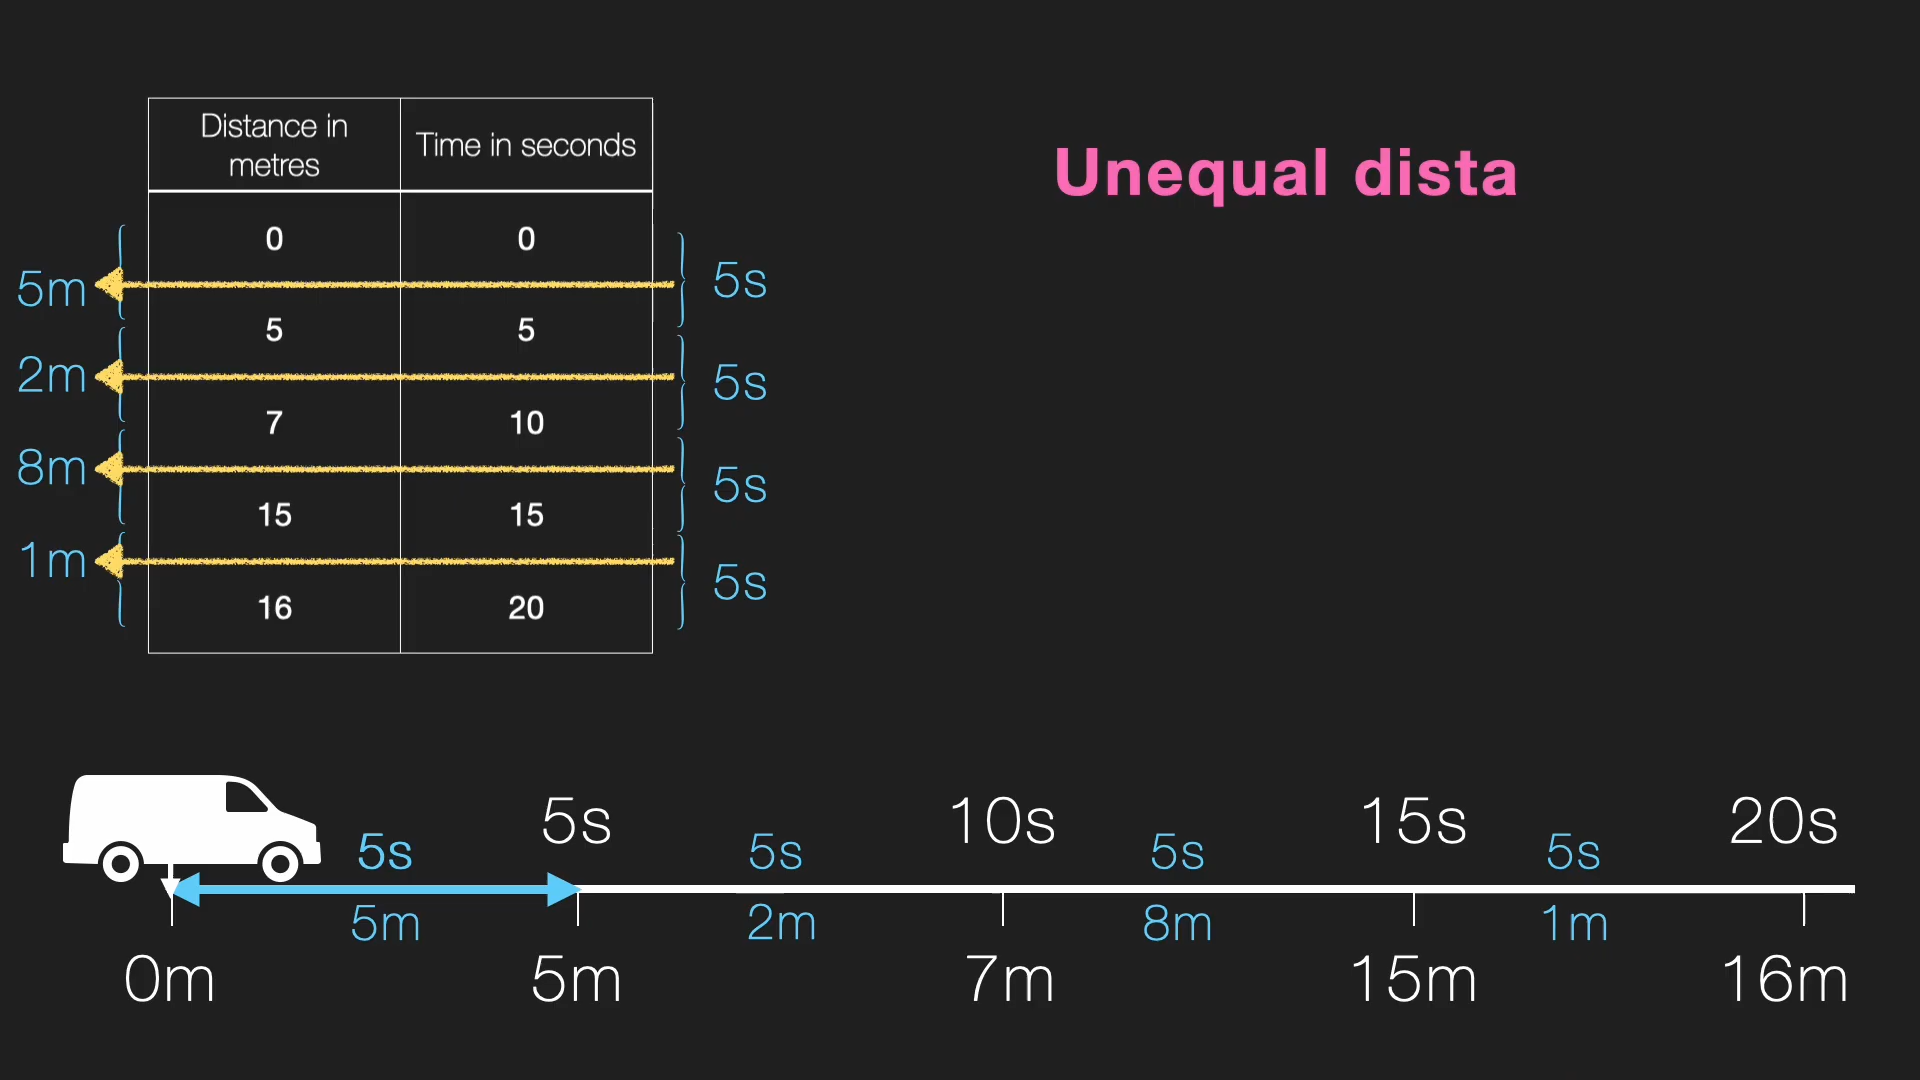 Distance in
metres
Time in seconds
Unequal dista
0 0
5m 5s
5 5
2m 5s
7 10
8m 5s
15 15
1m 5s
16 20
5s 10s 15s 20s
5s 5s 5s 5s
5m 2m 8m 1m
0m 5m 7m 15m 16m